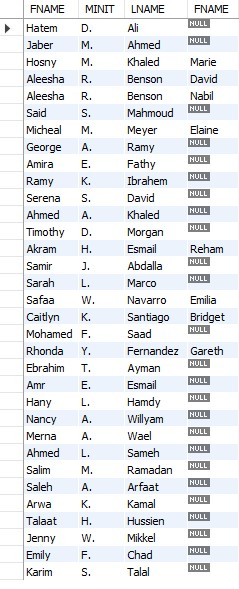 FNAME MINIT LNAME FNAME
Hatem D. Ali NULL
Jaber M. Ahmed NULL
Hosny M. Khaled Marie
Aleesha R. Benson David
Aleesha R. Benson Nabil
Said S. Mahmoud NULL
Micheal M. Meyer Elaine
George A. Ramy NULL
Amira E. Fathy NULL
Ramy K. Ibrahem NULL
Serena S. David NULL
Ahmed A. Khaled NULL
Timothy D. Morgan NULL
Akram H. Esmail Reham
Samir J. Abdalla NULL
Sarah L. Marco NULL
Safaa W. Navarro Emilia
Caitlyn K. Santiago Bridget
Mohamed F. Saad NULL
Rhonda Y. Fernandez Gareth
Ebrahim T. Ayman NULL
Amr E. Esmail NULL
Hany L. Hamdy NULL
Nancy A. Willyam NULL
Merna A. Wael NULL
Ahmed L. Sameh NULL
Salim M. Ramadan NULL
Saleh A. Arfaat NULL
Arwa K. Kamal NULL
Talaat H. Hussien NULL
Jenny W. Mikkel NULL
Emily F. Chad NULL
Karim S. Talal NULL